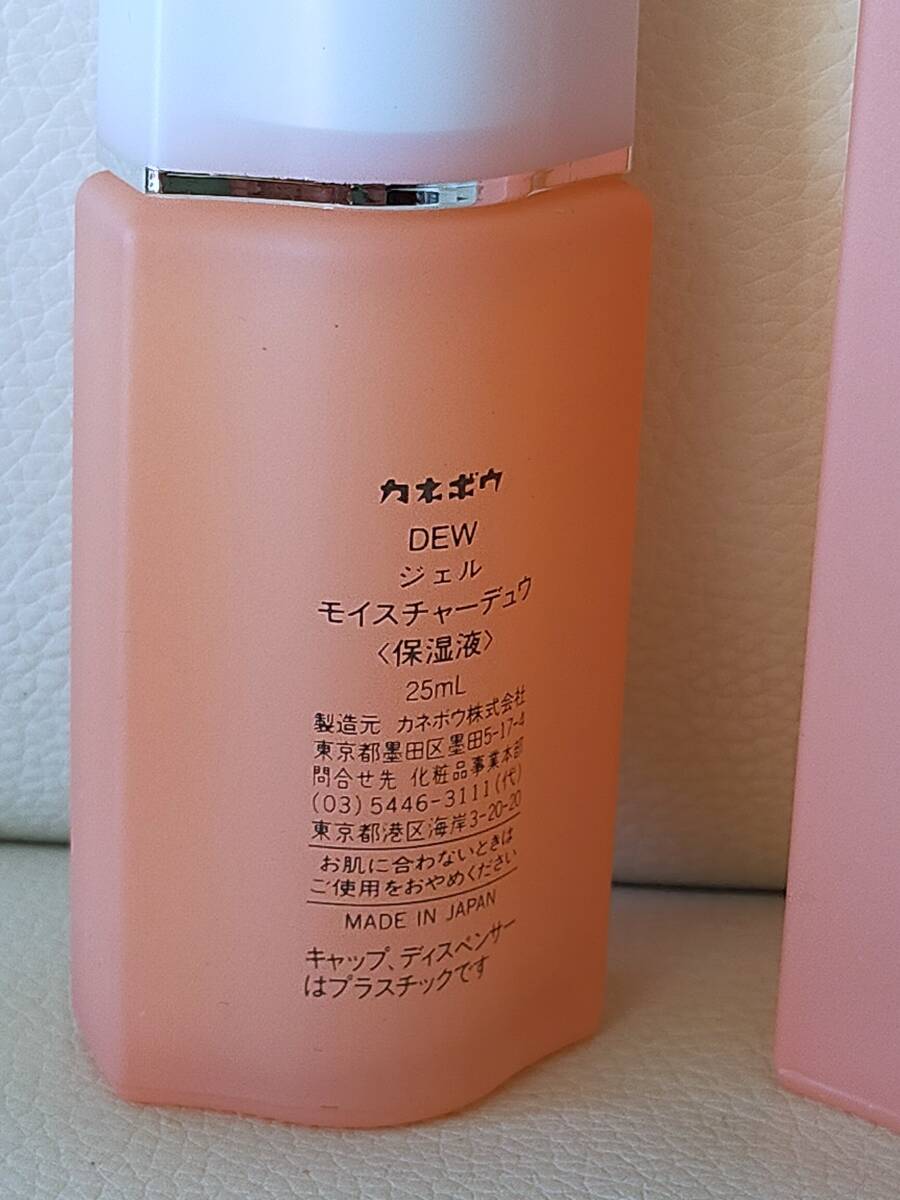 カネボウ
DEW
ジェル
モイスチャーデュウ
〈保湿液〉
25mL
製造元 カネボウ株式会社
東京都墨田区墨田5-17-4
問合せ先 化粧品事業本部
(03)5446-3111(代)
東京都港区海岸3-20-20
お肌に合わないときは
ご使用をおやめください
MADE IN JAPAN
キャップ、ディスペンサー
はプラスチックです